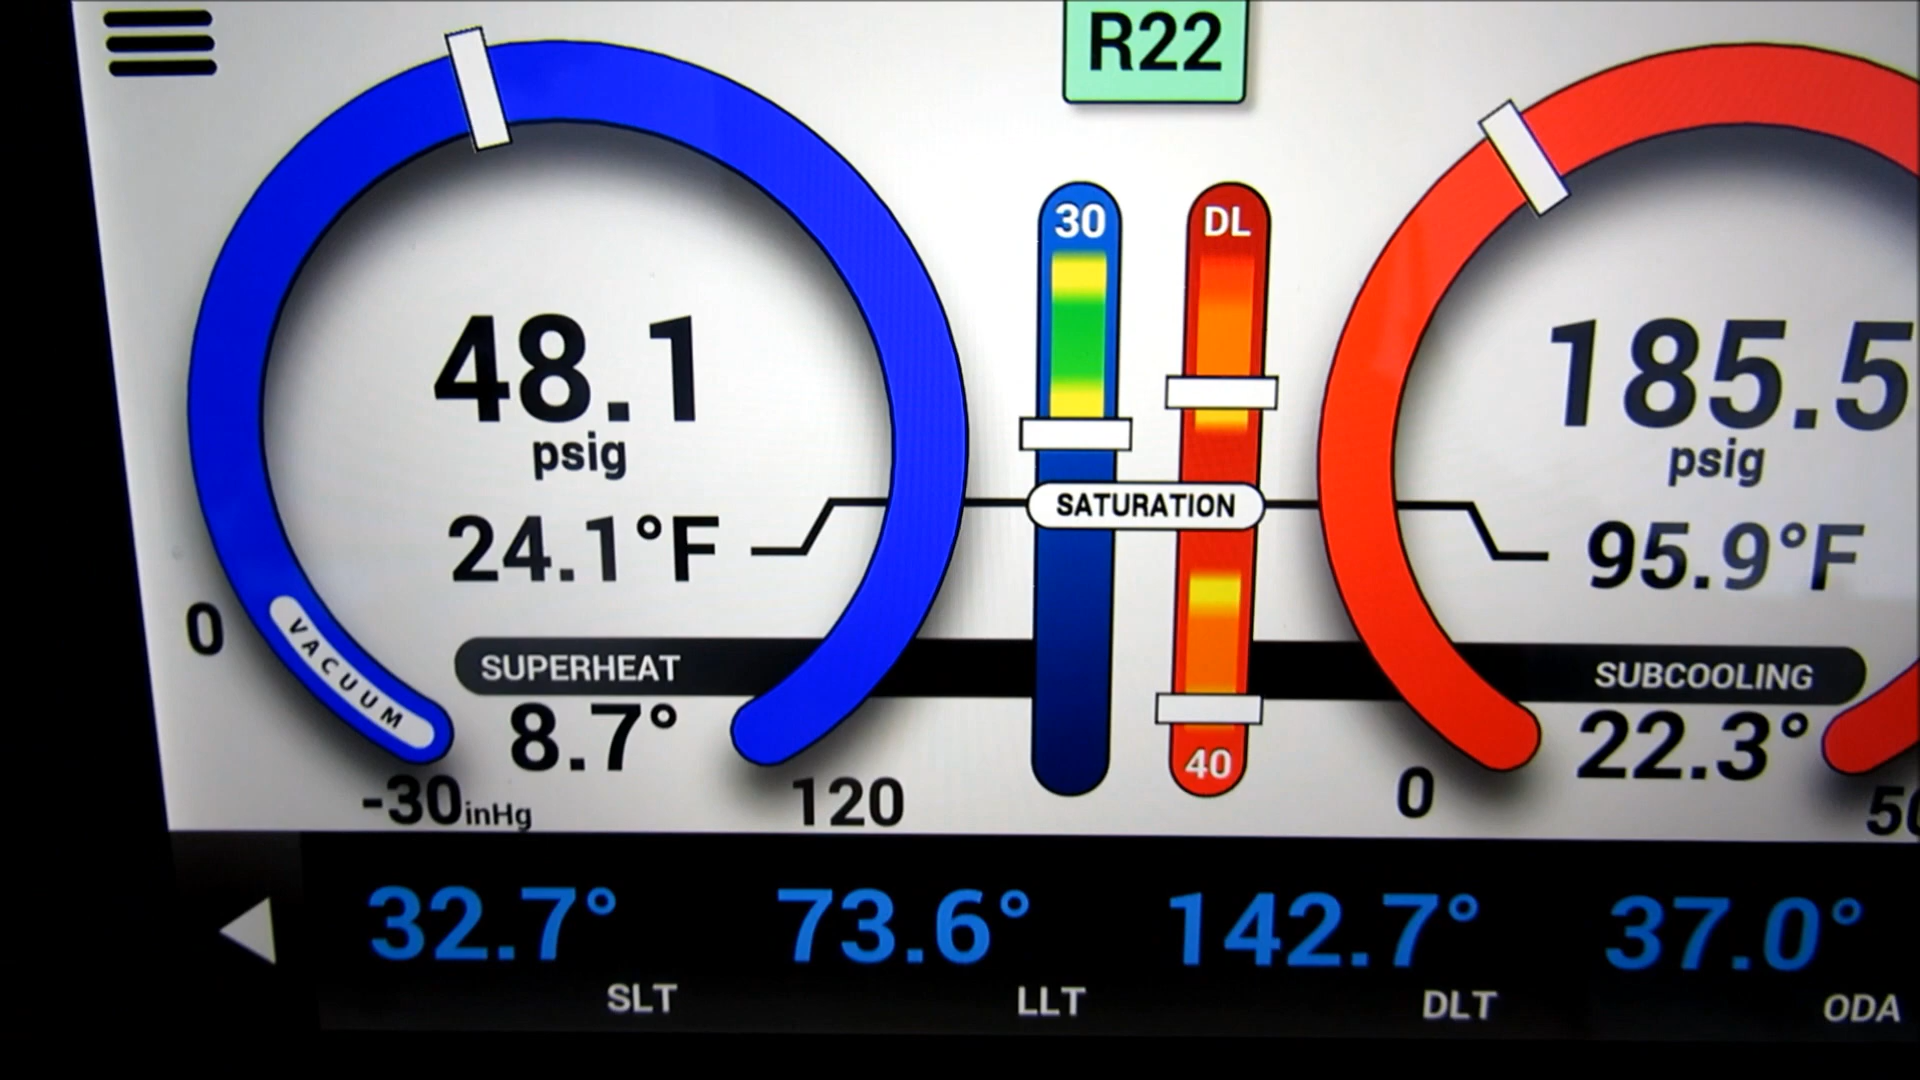 R22
30
DL
48.1
psig
24.1°F
185.5
psig
95.9°F
SATURATION
0
VACUUM
SUPERHEAT
8.7°
SUBCOOLING
22.3°
-30inHg
120
40
0
50
32.7°
SLT
73.6°
LLT
142.7°
DLT
37.0°
ODA